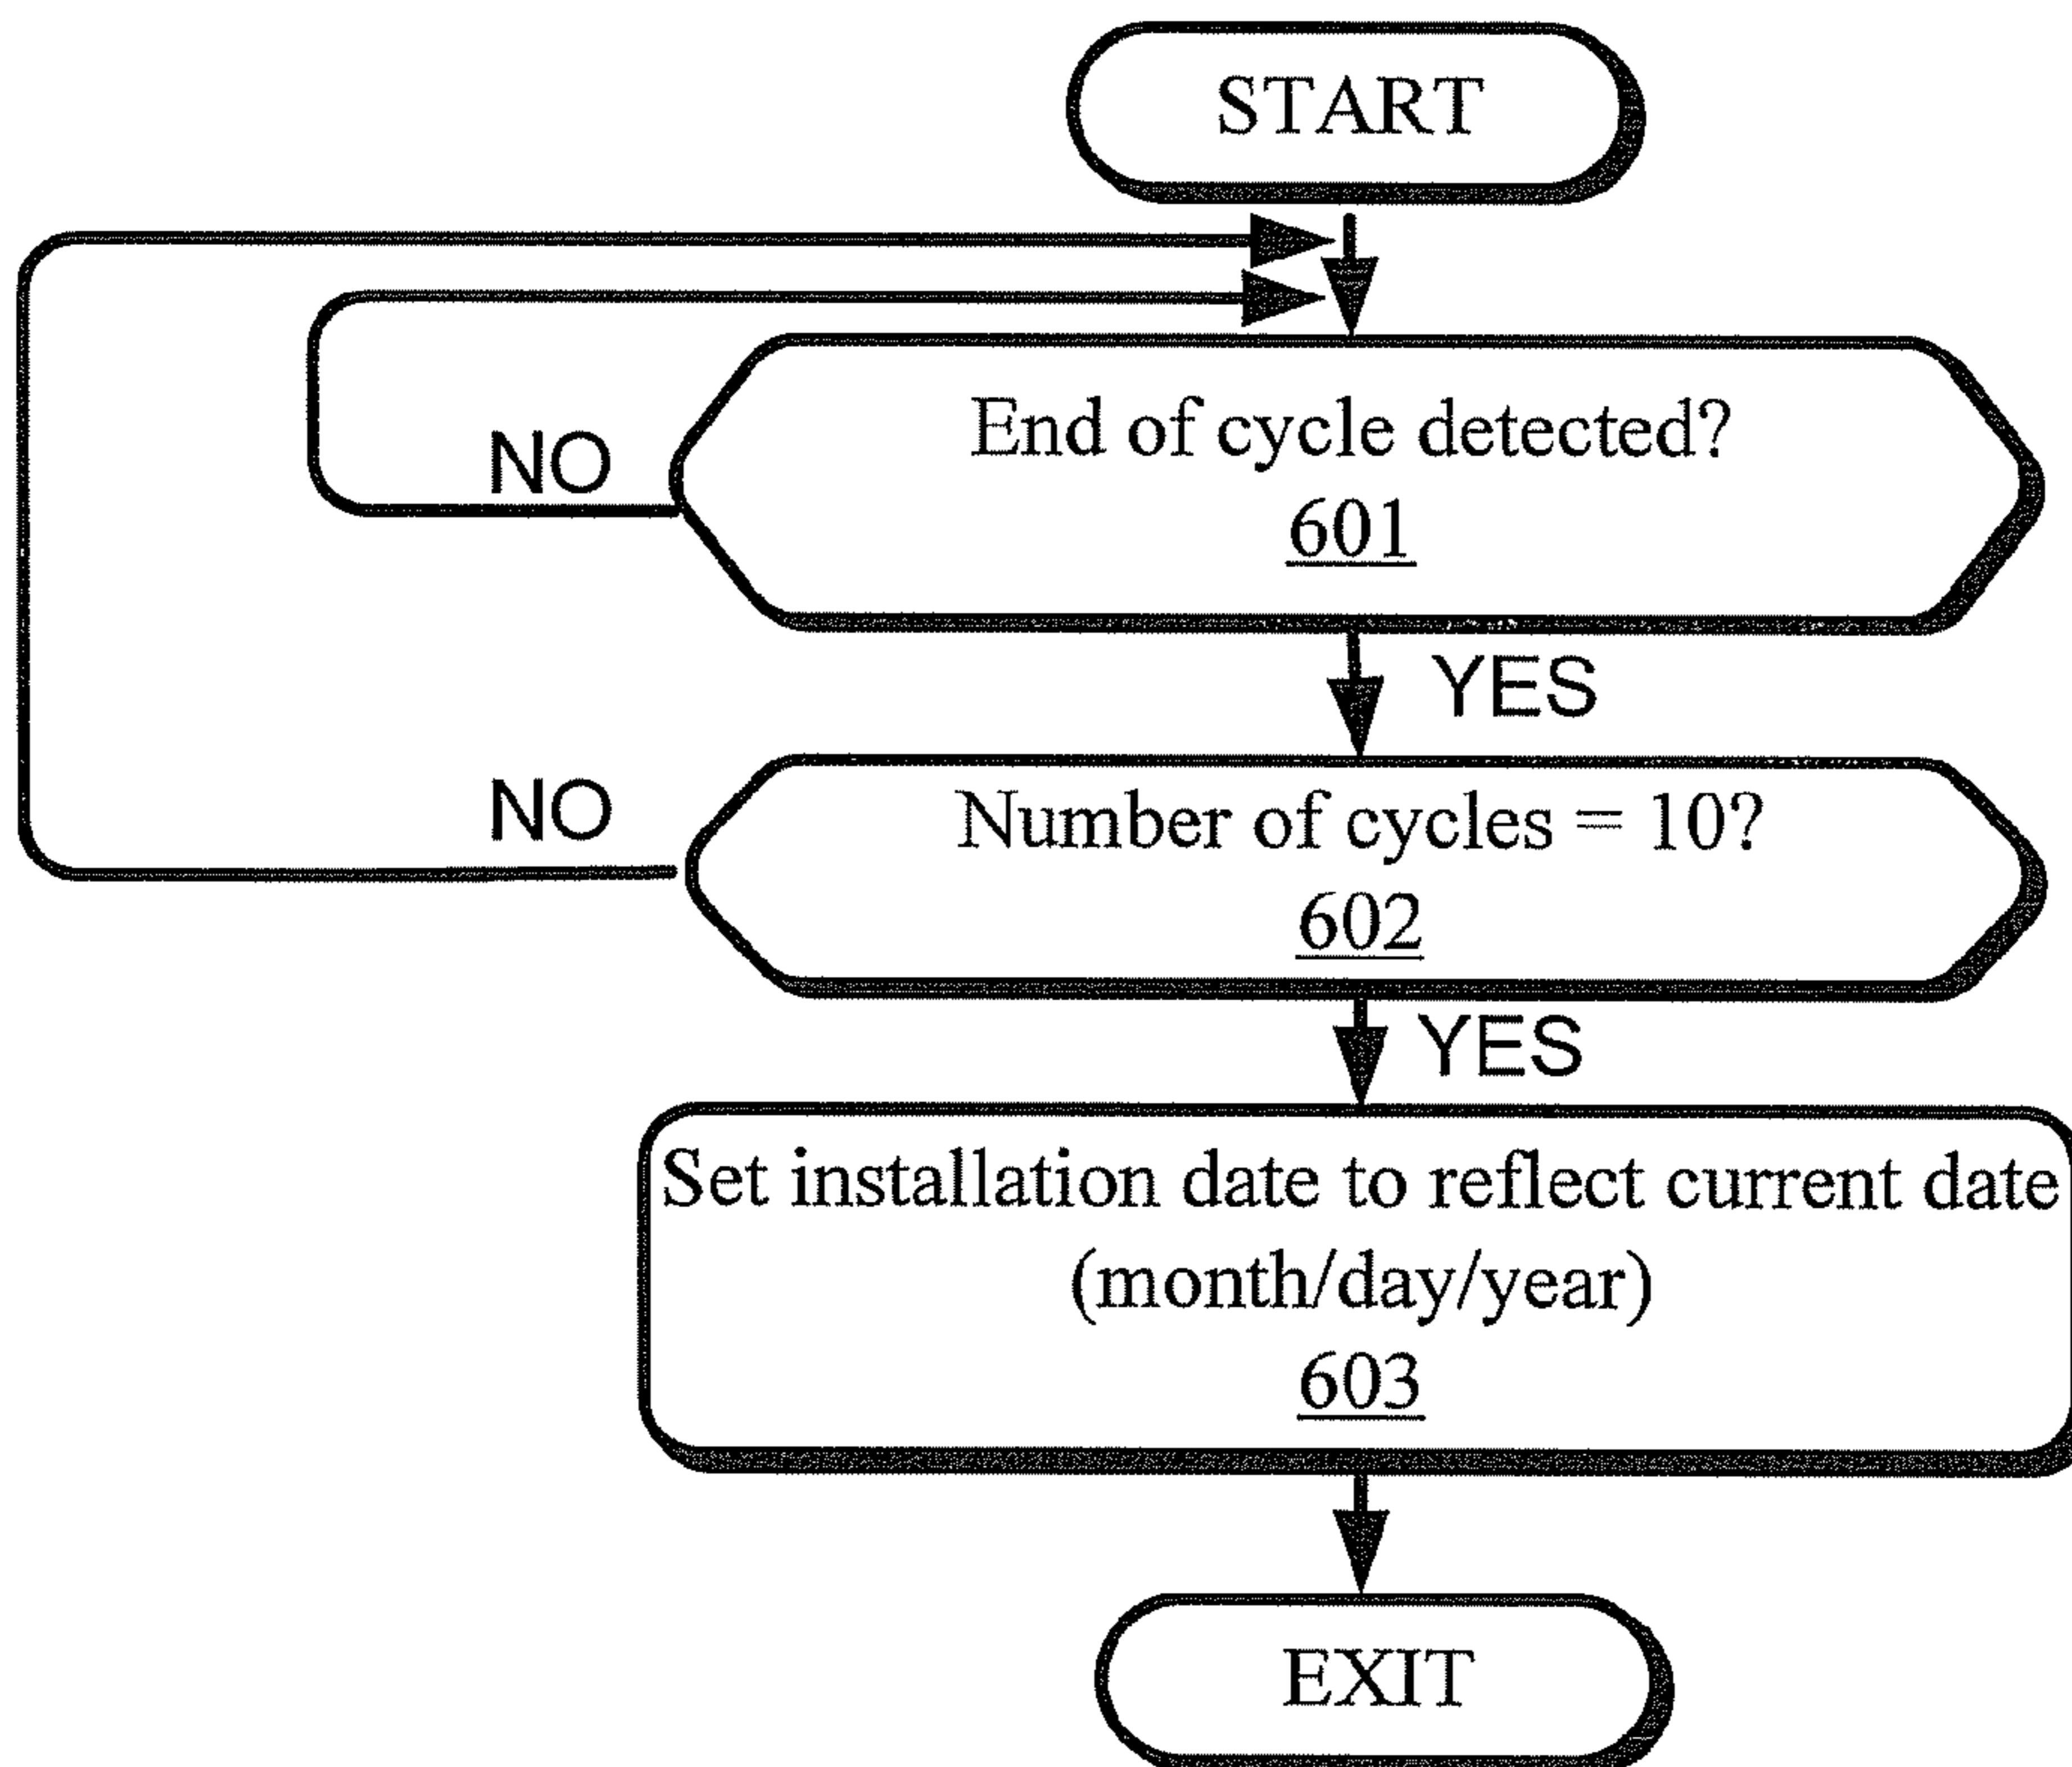 START
End of cycle detected?
601
NO
YES
Number of cycles = 10?
602
NO
YES
Set installation date to reflect current date
(month/day/year)
603
EXIT